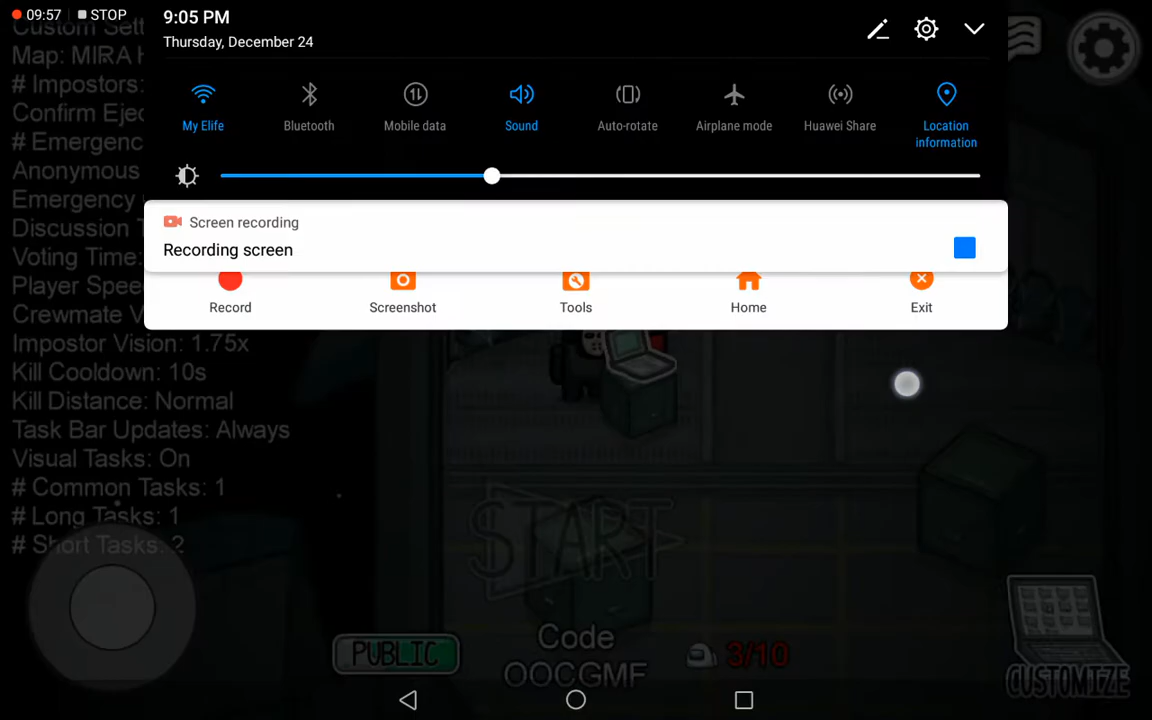 09:57 STOP
9:05 PM
Thursday, December 24
My Elife
Bluetooth
Mobile data
Sound
Auto-rotate
Airplane mode
Huawei Share
Location
information
Screen recording
Recording screen
Record
Screenshot
Tools
Home
Exit
Custom Sett
Map: MIRA H
# Impostors:
Confirm Ejec
# Emergenc
Anonymous
Emergency
Discussion T
Voting Time:
Player Spee
Crewmate V
Impostor Vision: 1.75x
Kill Cooldown: 10s
Kill Distance: Normal
Task Bar Updates: Always
Visual Tasks: On
# Common Tasks: 1
# Long Tasks: 1
# Short Tasks: 2
START
PUBLIC
Code
OOCGMF
3/10
CUSTOMIZE